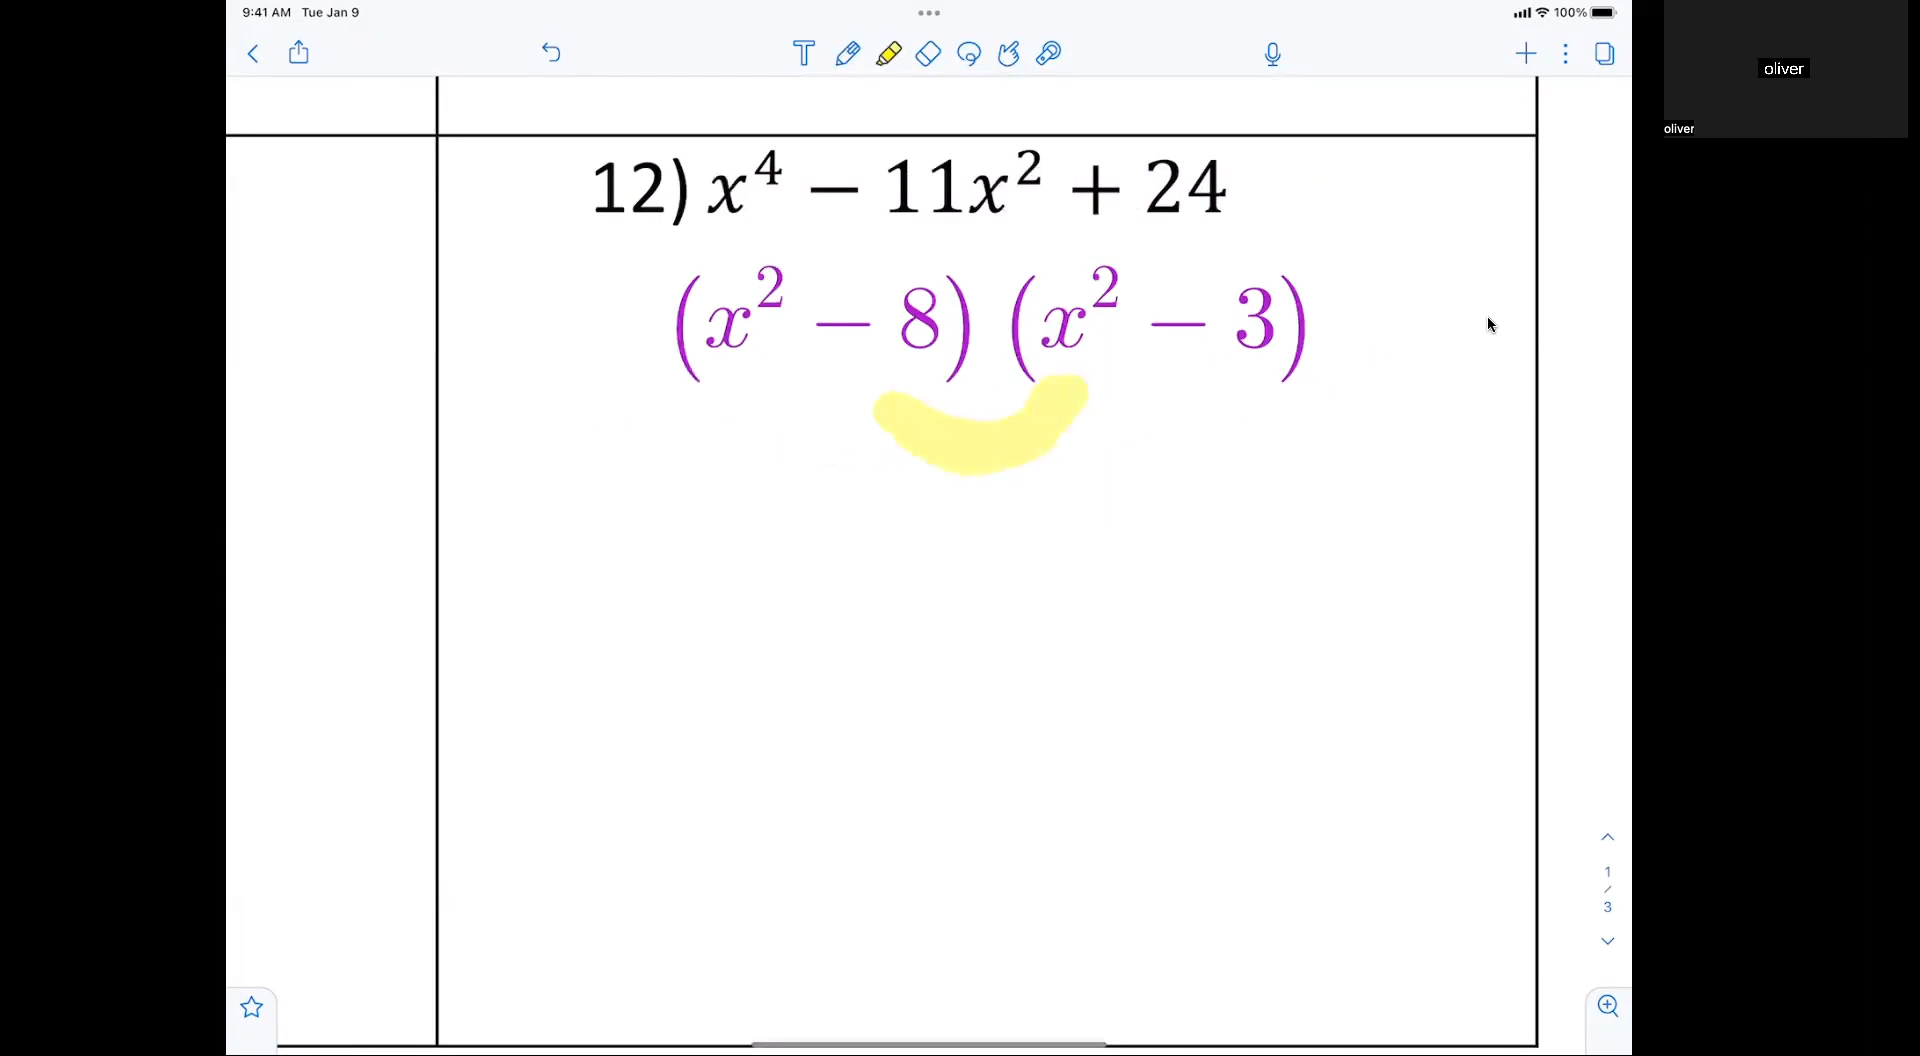 9:41 AM Tue Jan 9
100%
oliver
oliver
12) x⁴ − 11x² + 24
(x² − 8) (x² − 3)
1
/
3